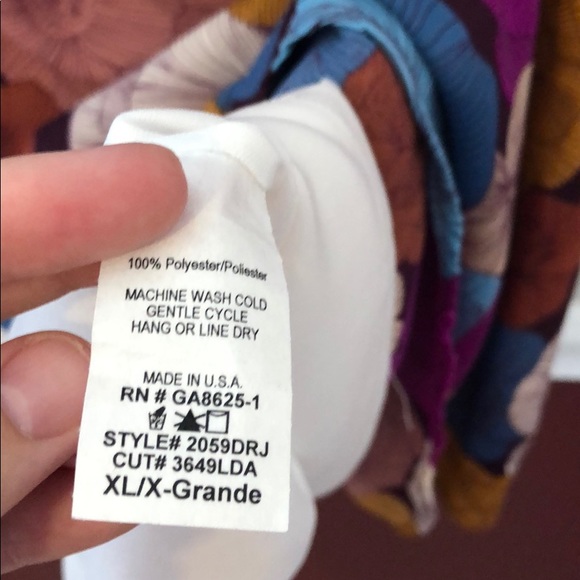 100% Polyester/Poliester
MACHINE WASH COLD
GENTLE CYCLE
HANG OR LINE DRY
MADE IN U.S.A.
RN # GA8625-1
STYLE# 2059DRJ
CUT# 3649LDA
XL/X-Grande